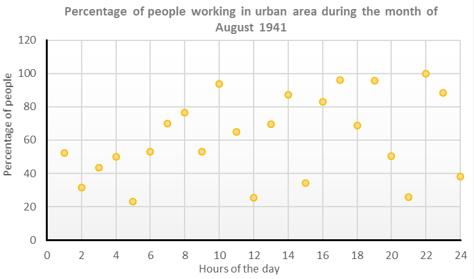 Percentage of people working in urban area during the month of
August 1941
Percentage of people
120
100
80
60
40
20
0
0 2 4 6 8 10 12 14 16 18 20 22 24
Hours of the day